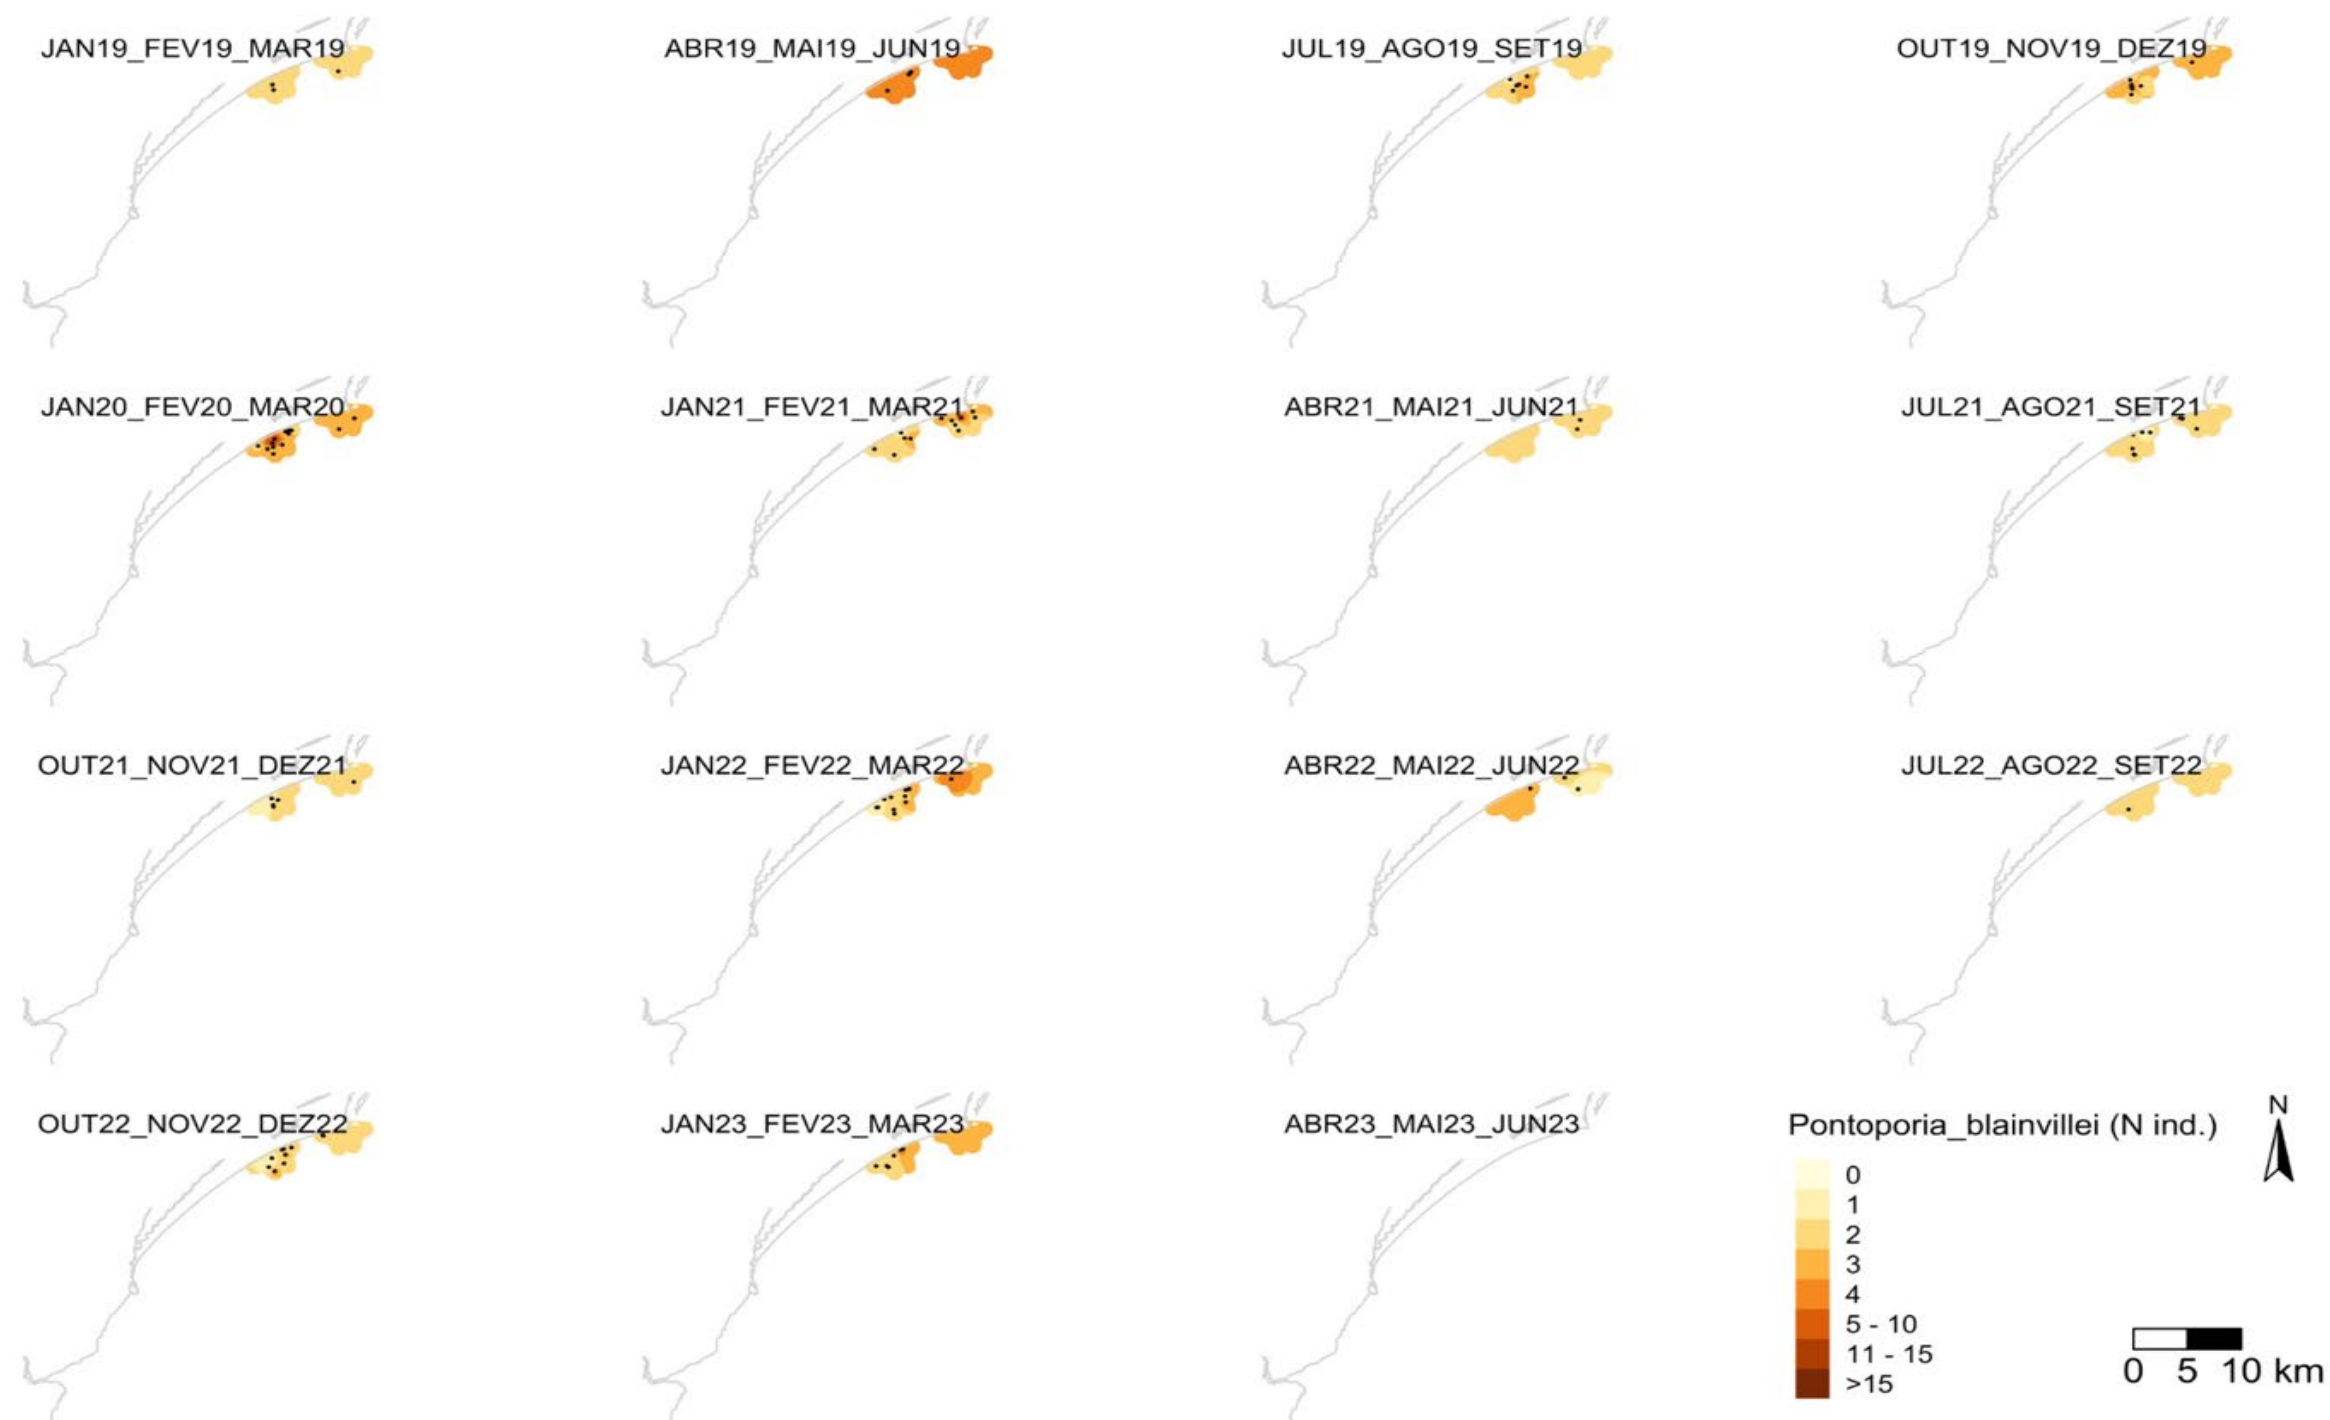 JAN19_FEV19_MAR19
ABR19_MAI19_JUN19
JUL19_AGO19_SET19
OUT19_NOV19_DEZ19
JAN20_FEV20_MAR20
JAN21_FEV21_MAR21
ABR21_MAI21_JUN21
JUL21_AGO21_SET21
OUT21_NOV21_DEZ21
JAN22_FEV22_MAR22
ABR22_MAI22_JUN22
JUL22_AGO22_SET22
OUT22_NOV22_DEZ22
JAN23_FEV23_MAR23
ABR23_MAI23_JUN23
Pontoporia_blainvillei (N ind.)
0
1
2
3
4
5 - 10
11 - 15
>15
N
0 5 10 km